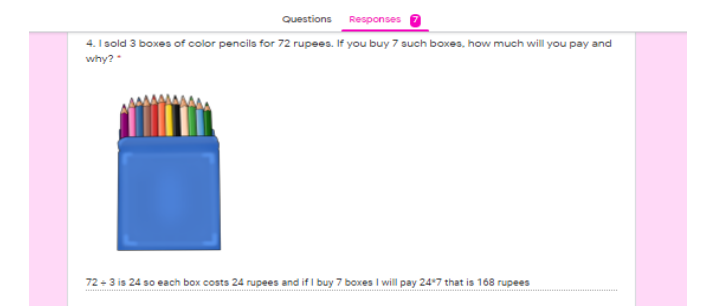 Questions Responses 7
4. I sold 3 boxes of color pencils for 72 rupees. If you buy 7 such boxes, how much will you pay and
why? *
72 ÷ 3 is 24 so each box costs 24 rupees and if I buy 7 boxes I will pay 24*7 that is 168 rupees